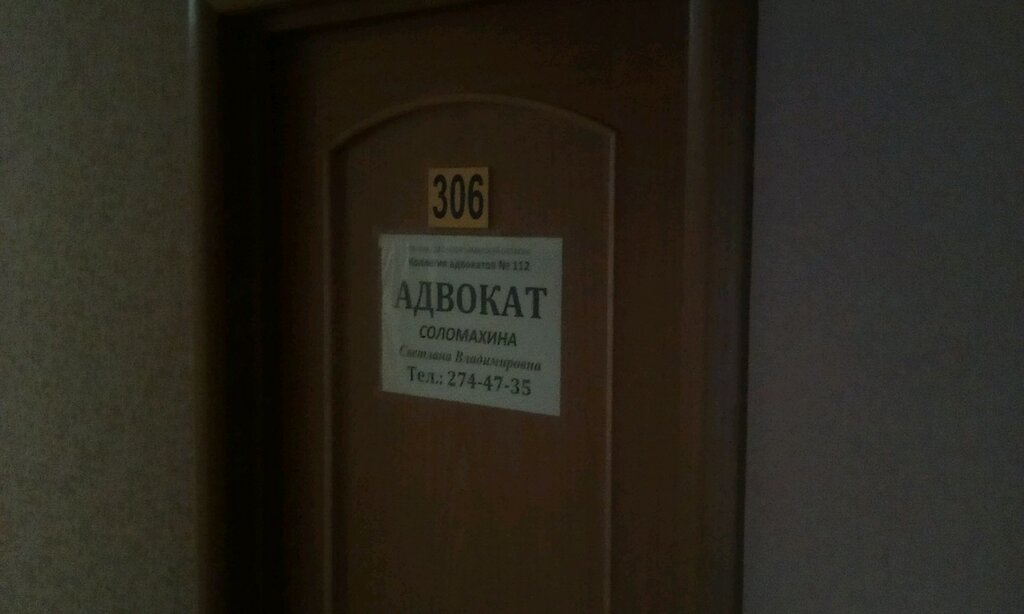 306
Коллегия адвокатов № 112
АДВОКАТ
СОЛОМАХИНА
Светлана Владимировна
Тел.: 274-47-35